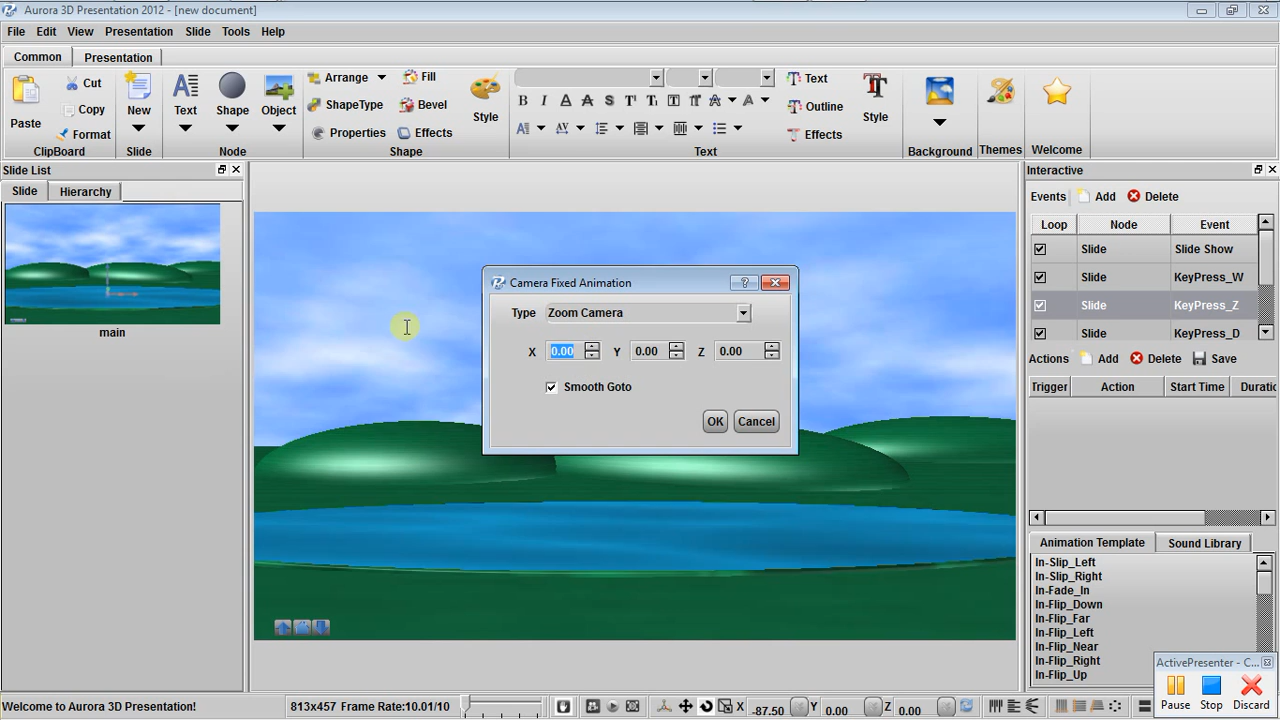 Aurora 3D Presentation 2012 - [new document]
File Edit View Presentation Slide Tools Help
Common Presentation
Paste Cut Copy Format ClipBoard
New Slide
Text Shape Object Node
Arrange ShapeType Properties Fill Bevel Effects Style Shape
B I A A S T T T T A A
Text Outline Effects Style Text
Background Themes Welcome
Slide List
Slide Hierarchy
main
Camera Fixed Animation
Type Zoom Camera
X 0.00 Y 0.00 Z 0.00
Smooth Goto
OK Cancel
Interactive
Events Add Delete
Loop Node Event
Slide Slide Show
Slide KeyPress_W
Slide KeyPress_Z
Slide KeyPress_D
Actions Add Delete Save
Trigger Action Start Time Duratio
Animation Template Sound Library
In-Slip_Left
In-Slip_Right
In-Fade_In
In-Flip_Down
In-Flip_Far
In-Flip_Left
In-Flip_Near
In-Flip_Right
In-Flip_Up
ActivePresenter - C...
Pause Stop Discard
Welcome to Aurora 3D Presentation! 8139+57 Frame Rate:10.01/10 X -87.50 Y 0.00 Z 0.00